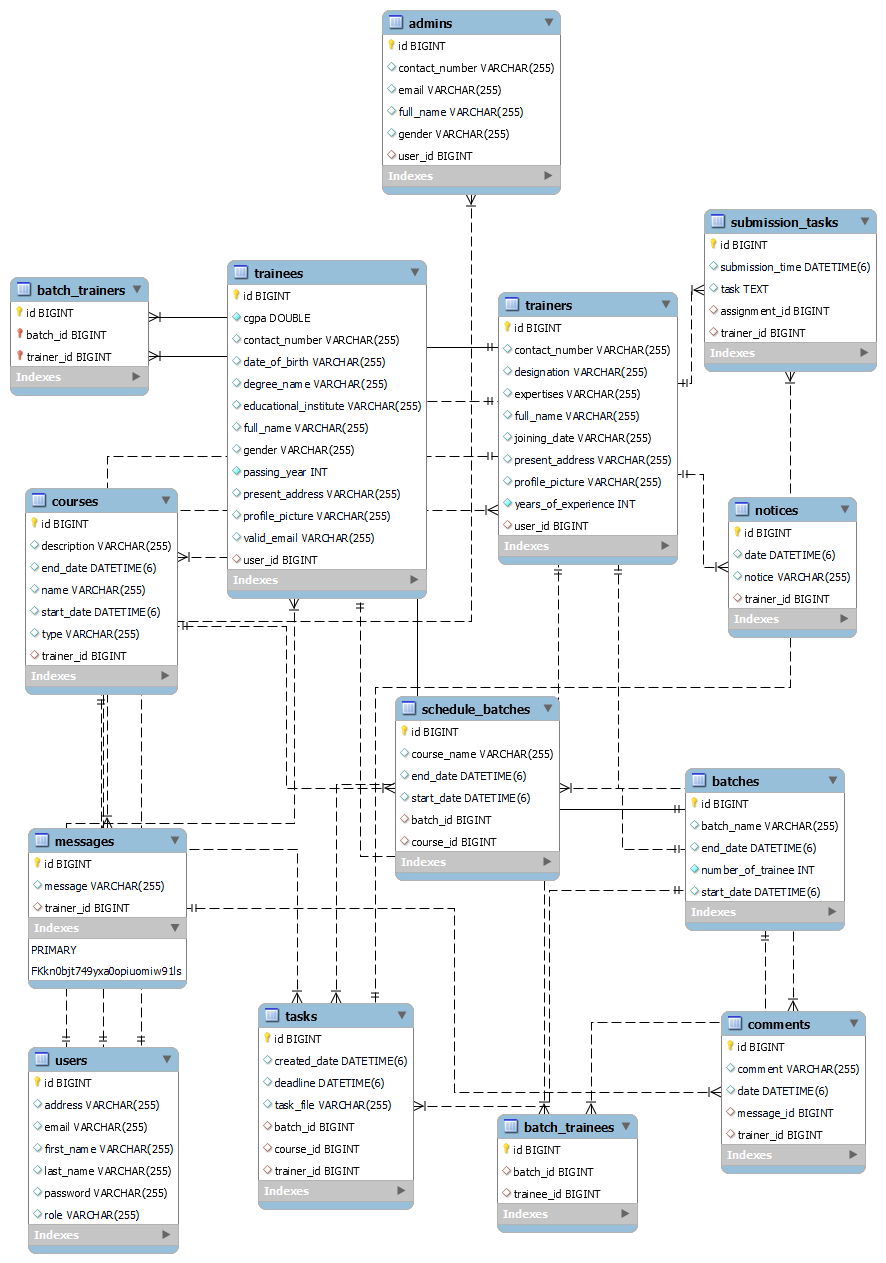 admins
id BIGINT
contact_number VARCHAR(255)
email VARCHAR(255)
full_name VARCHAR(255)
gender VARCHAR(255)
user_id BIGINT
Indexes
submission_tasks
id BIGINT
submission_time DATETIME(6)
task TEXT
assignment_id BIGINT
trainer_id BIGINT
Indexes
batch_trainers
id BIGINT
batch_id BIGINT
trainer_id BIGINT
Indexes
trainees
id BIGINT
cgpa DOUBLE
contact_number VARCHAR(255)
date_of_birth VARCHAR(255)
degree_name VARCHAR(255)
educational_institute VARCHAR(255)
full_name VARCHAR(255)
gender VARCHAR(255)
passing_year INT
present_address VARCHAR(255)
profile_picture VARCHAR(255)
valid_email VARCHAR(255)
user_id BIGINT
Indexes
trainers
id BIGINT
contact_number VARCHAR(255)
designation VARCHAR(255)
expertises VARCHAR(255)
full_name VARCHAR(255)
joining_date VARCHAR(255)
present_address VARCHAR(255)
profile_picture VARCHAR(255)
years_of_experience INT
user_id BIGINT
Indexes
courses
id BIGINT
description VARCHAR(255)
end_date DATETIME(6)
name VARCHAR(255)
start_date DATETIME(6)
type VARCHAR(255)
trainer_id BIGINT
Indexes
notices
id BIGINT
date DATETIME(6)
notice VARCHAR(255)
trainer_id BIGINT
Indexes
schedule_batches
id BIGINT
course_name VARCHAR(255)
end_date DATETIME(6)
start_date DATETIME(6)
batch_id BIGINT
course_id BIGINT
Indexes
batches
id BIGINT
batch_name VARCHAR(255)
end_date DATETIME(6)
number_of_trainee INT
start_date DATETIME(6)
Indexes
messages
id BIGINT
message VARCHAR(255)
trainer_id BIGINT
Indexes
PRIMARY
FKkn0bjt749yxa0opiuomiw91ls
tasks
id BIGINT
created_date DATETIME(6)
deadline DATETIME(6)
task_file VARCHAR(255)
batch_id BIGINT
course_id BIGINT
trainer_id BIGINT
Indexes
comments
id BIGINT
comment VARCHAR(255)
date DATETIME(6)
message_id BIGINT
trainer_id BIGINT
Indexes
users
id BIGINT
address VARCHAR(255)
email VARCHAR(255)
first_name VARCHAR(255)
last_name VARCHAR(255)
password VARCHAR(255)
role VARCHAR(255)
Indexes
batch_trainees
id BIGINT
batch_id BIGINT
trainee_id BIGINT
Indexes